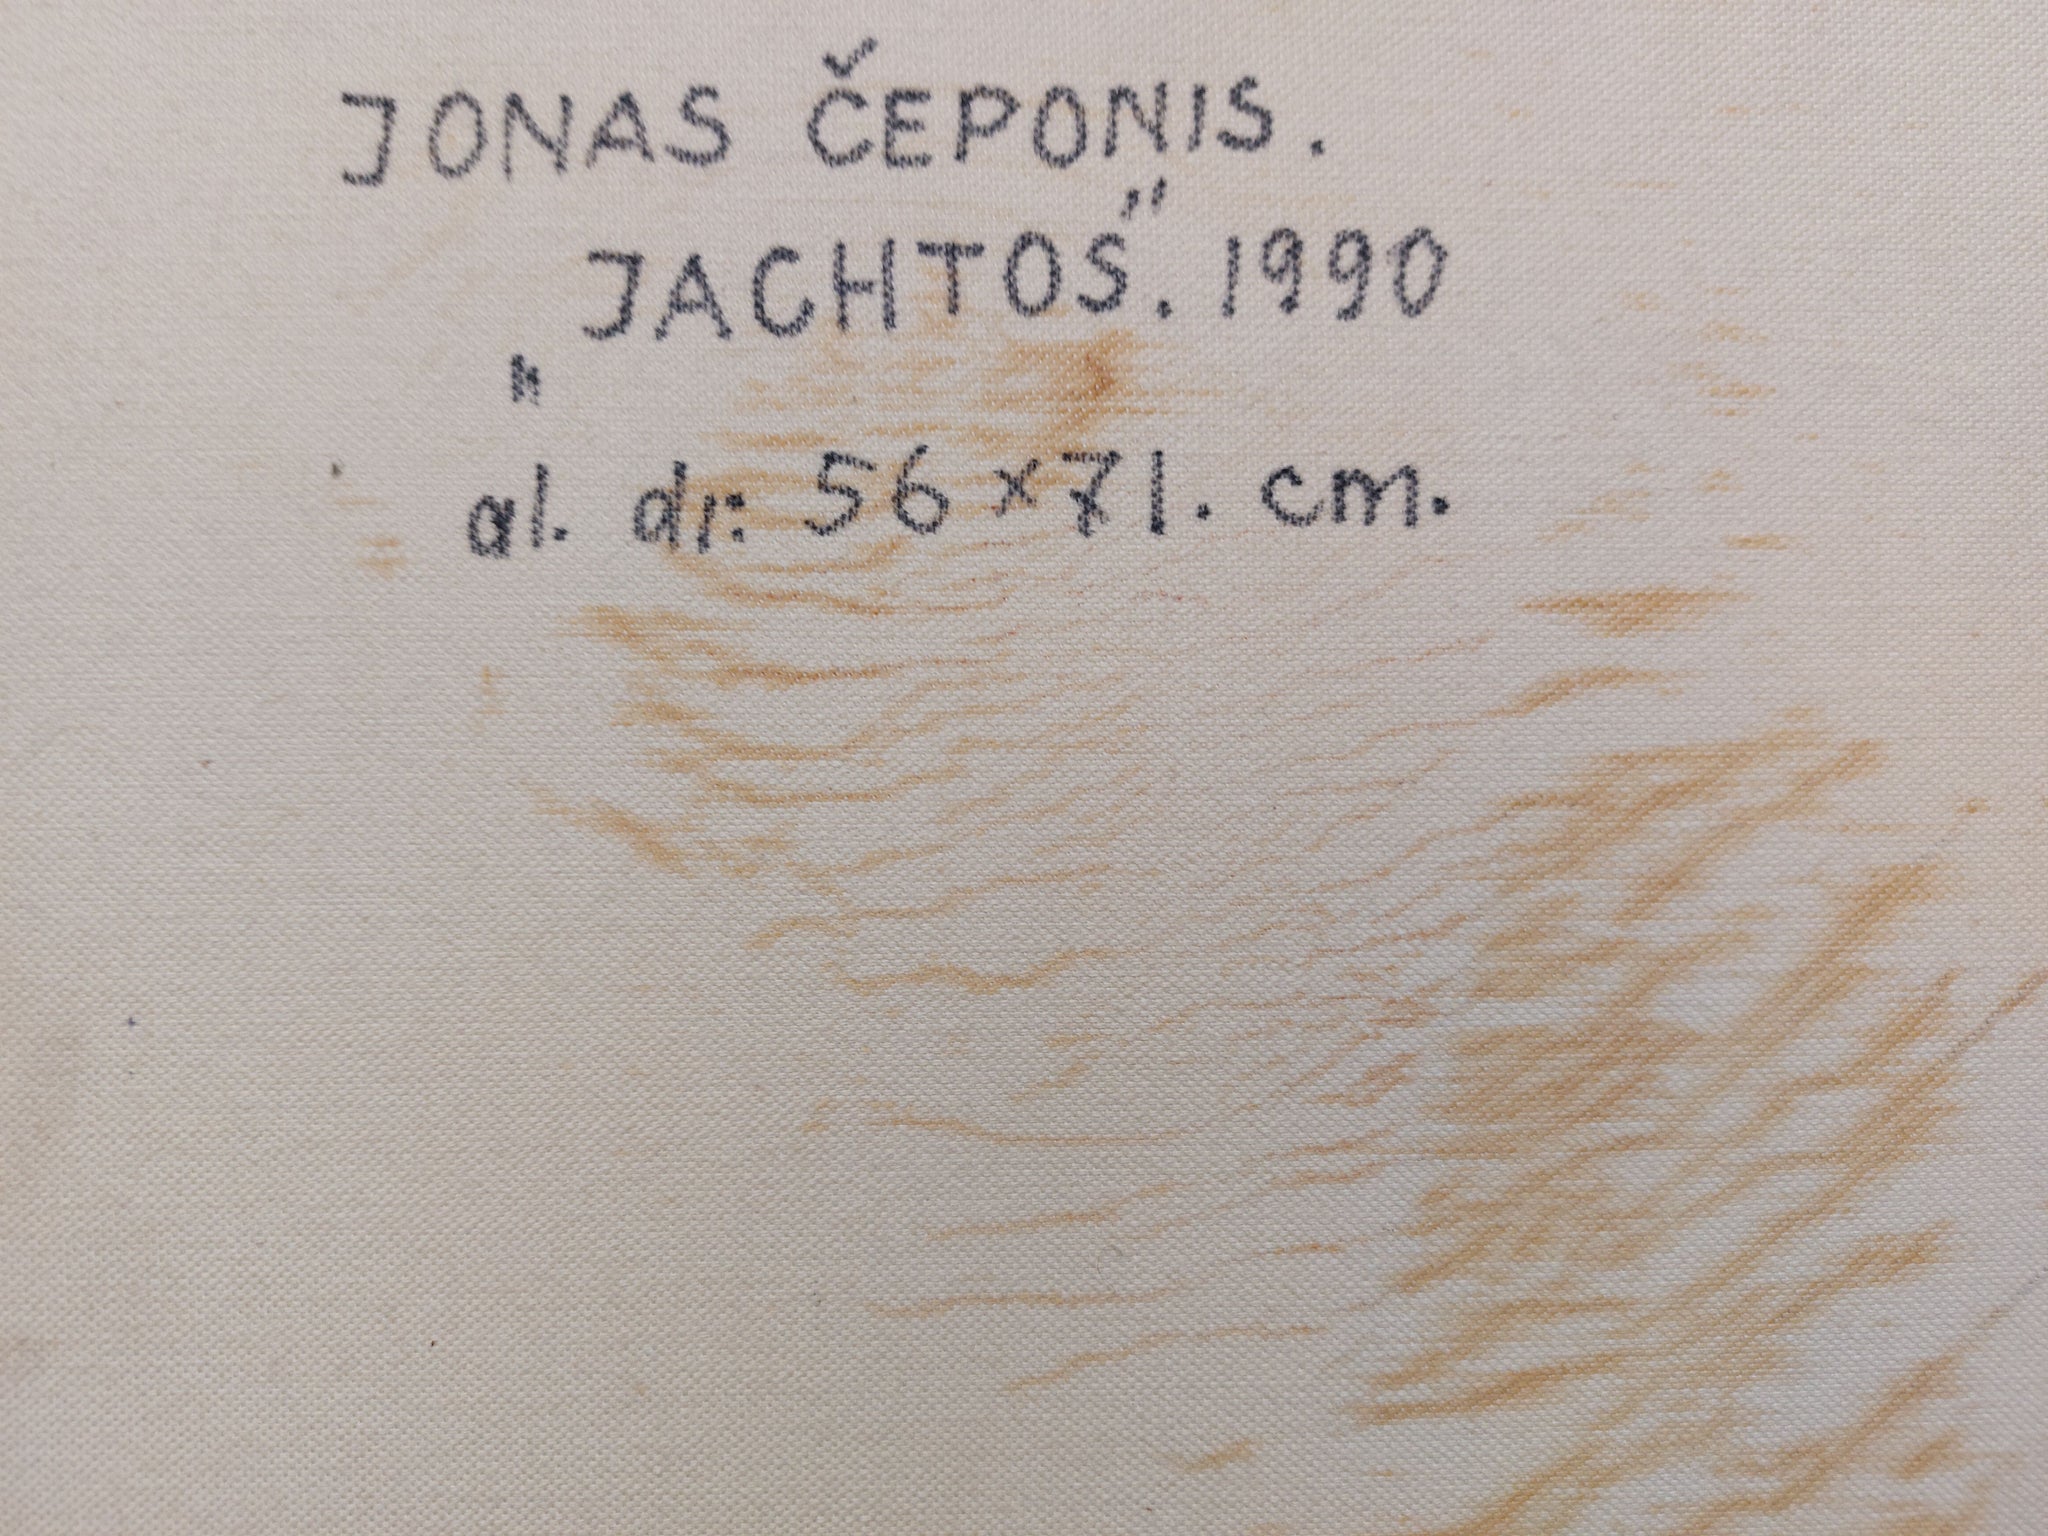 JONAS ČEPONIS.
„JACHTOS”. 1990
al. dr: 56×71. cm.